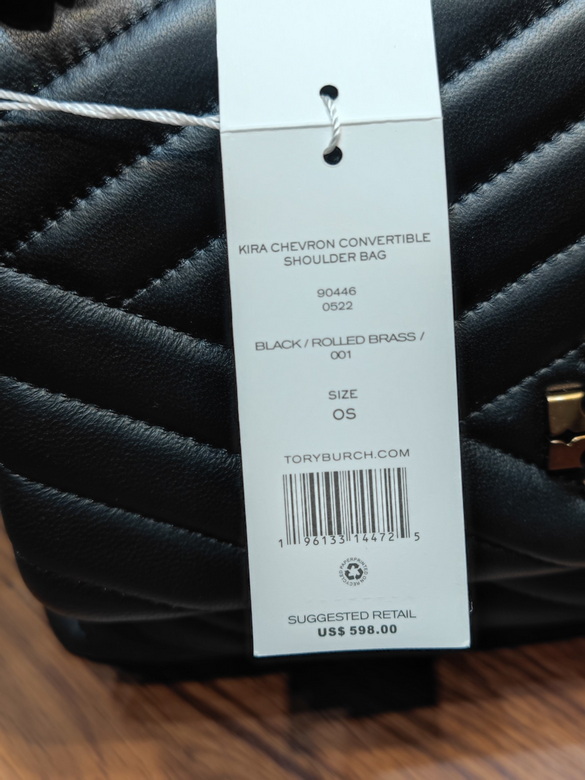 KIRA CHEVRON CONVERTIBLE
SHOULDER BAG
90446
0522
BLACK / ROLLED BRASS /
001
SIZE
OS
TORYBURCH.COM
1 96133 14472 5
SUGGESTED RETAIL
US$ 598.00